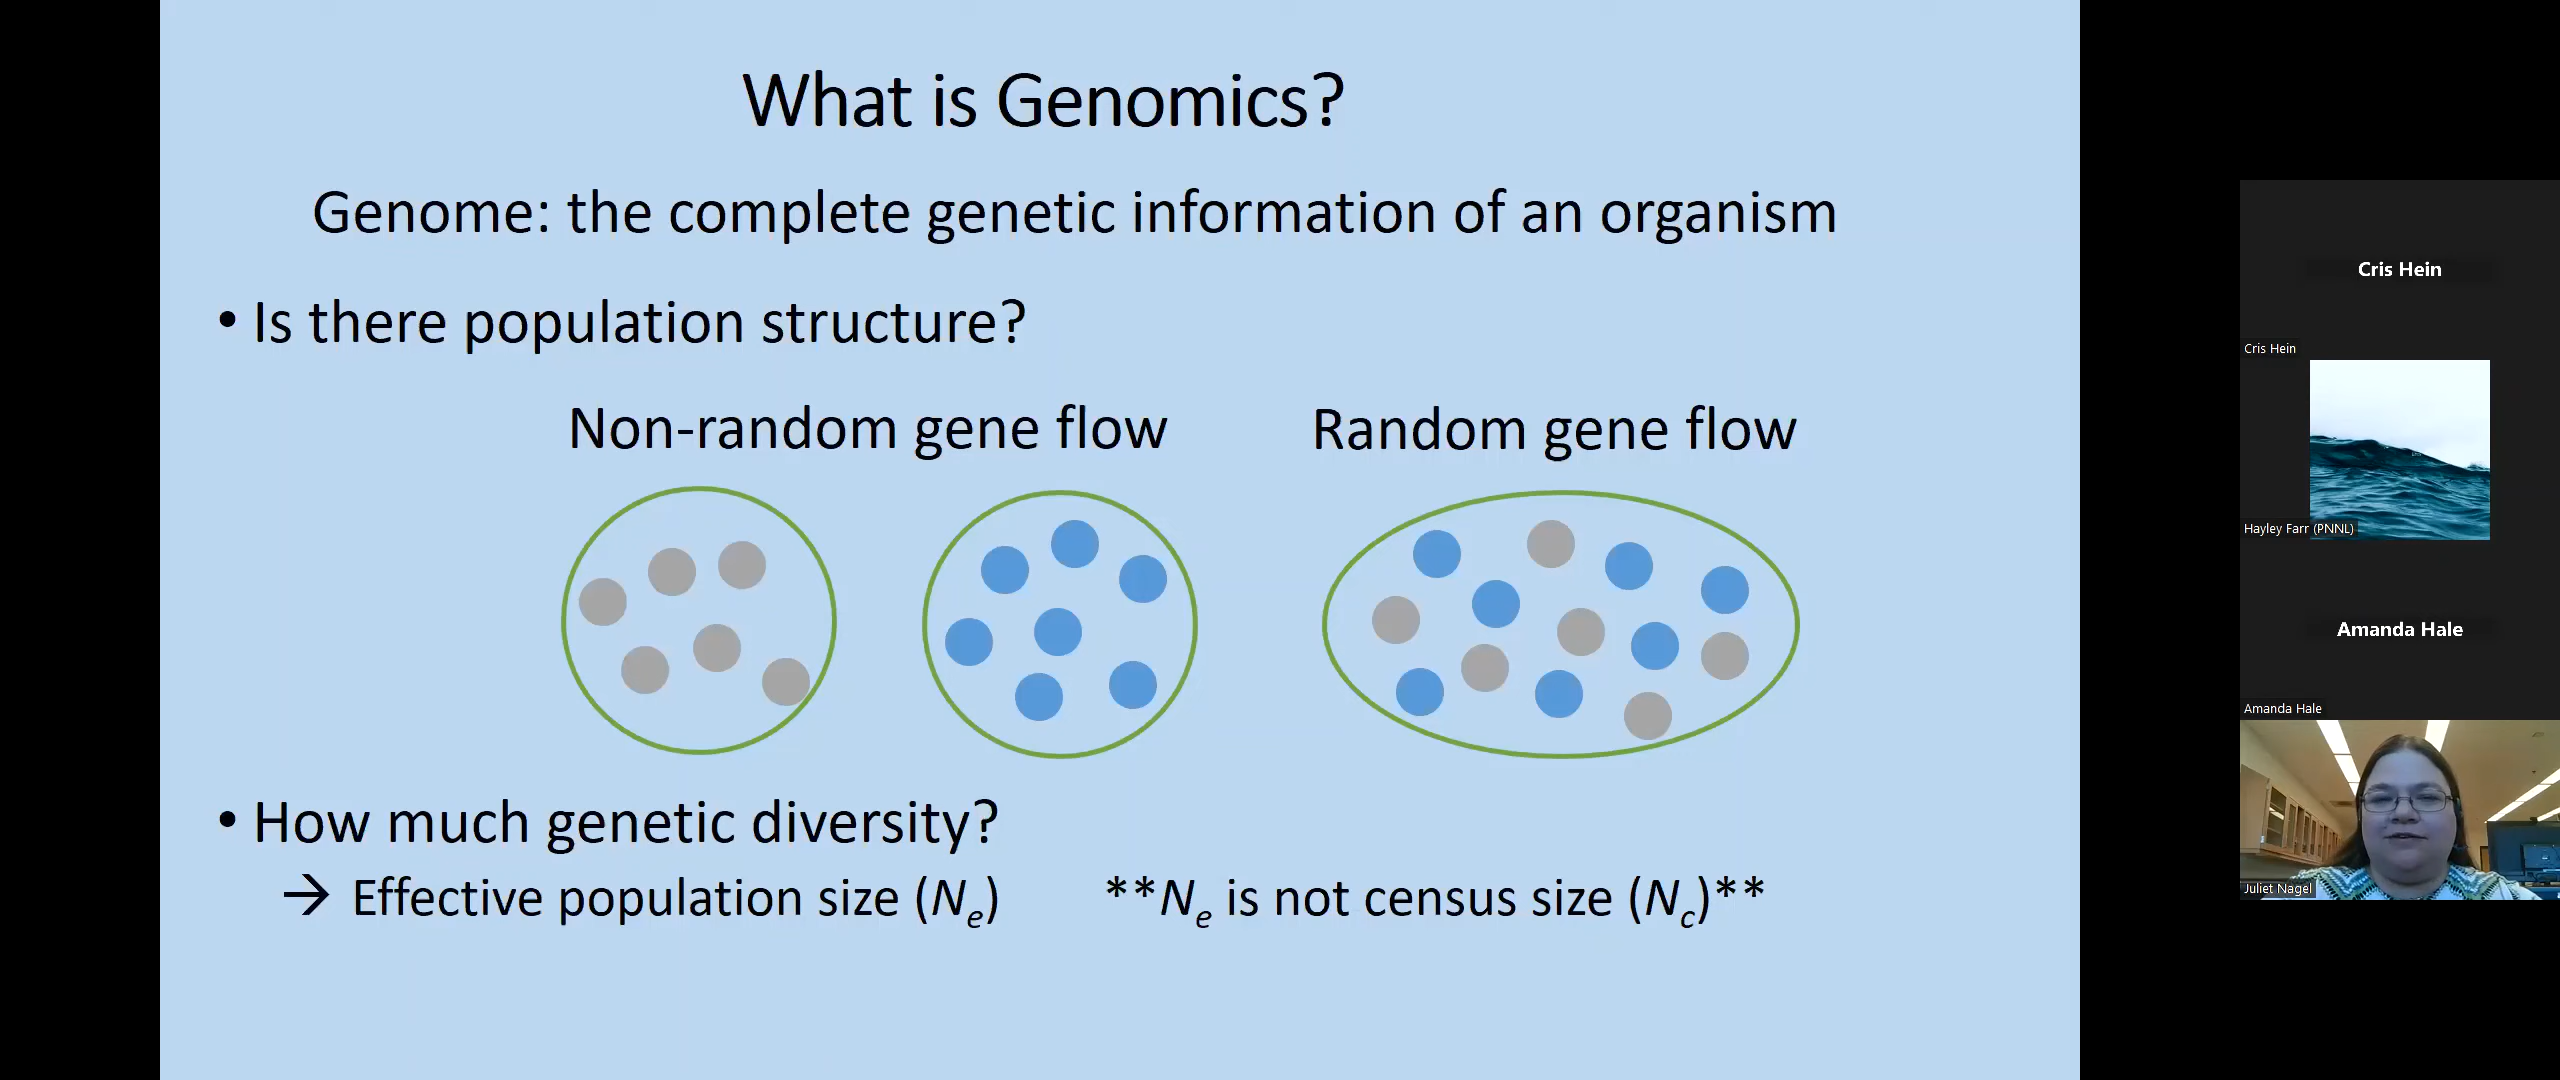 What is Genomics?
Genome: the complete genetic information of an organism
• Is there population structure?
Non-random gene flow
Random gene flow
• How much genetic diversity?
→ Effective population size (Ne) **Ne is not census size (Nc)**
Cris Hein
Cris Hein
Hayley Farr (PNNL)
Amanda Hale
Amanda Hale
Juliet Nagel